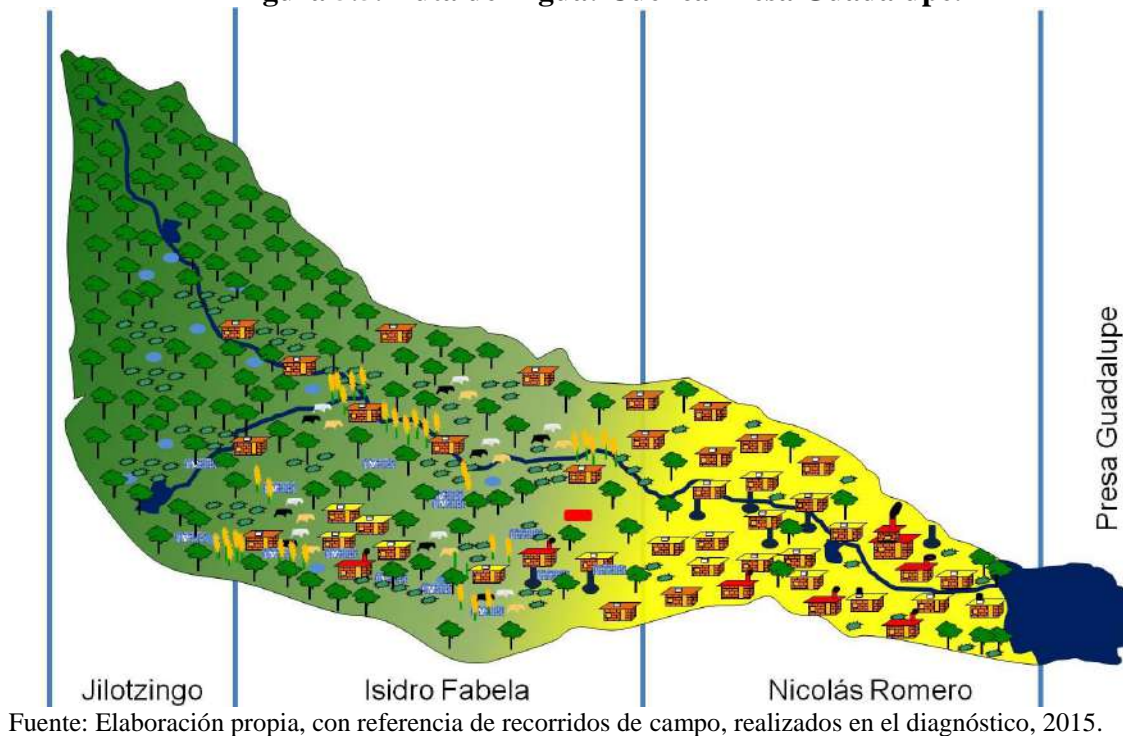 Jilotzingo
Isidro Fabela
Nicolás Romero
Presa Guadalupe
Fuente: Elaboración propia, con referencia de recorridos de campo, realizados en el diagnóstico, 2015.